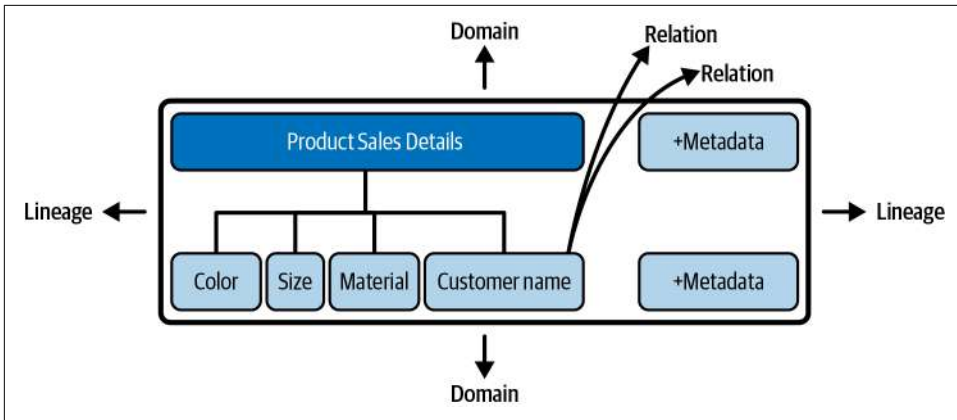 Domain
Relation
Relation
Product Sales Details
+Metadata
Lineage
Lineage
Color
Size
Material
Customer name
+Metadata
Domain